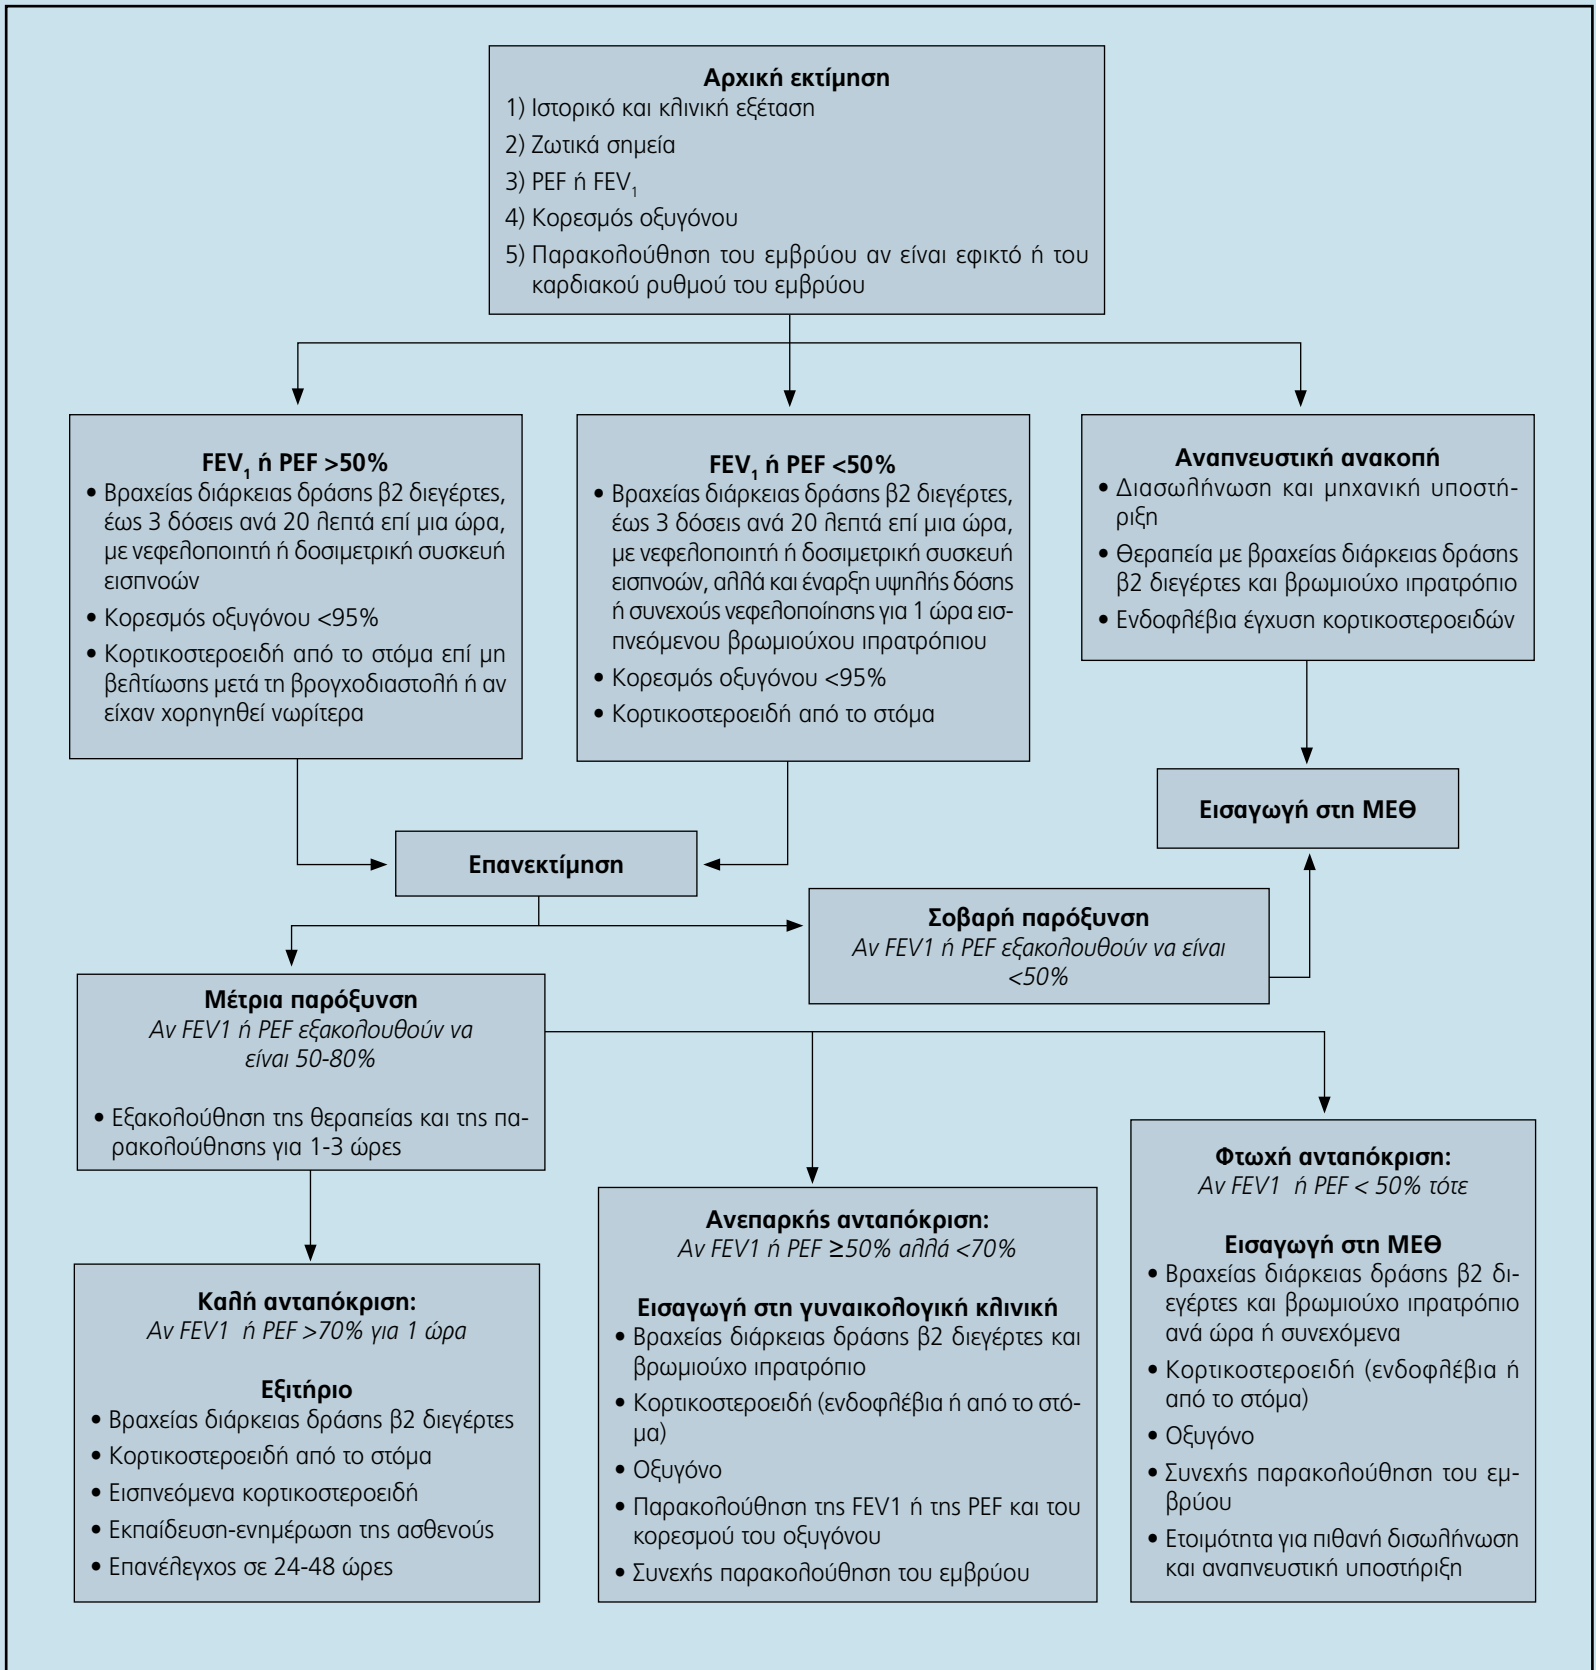 Αρχική εκτίμηση
1) Ιστορικό και κλινική εξέταση
2) Ζωτικά σημεία
3) PEF ή FEV₁
4) Κορεσμός οξυγόνου
5) Παρακολούθηση του εμβρύου αν είναι εφικτό ή του
καρδιακού ρυθμού του εμβρύου
FEV₁ ή PEF >50%
• Βραχείας διάρκειας δράσης β2 διεγέρτες,
έως 3 δόσεις ανά 20 λεπτά επί μια ώρα,
με νεφελοποιητή ή δοσιμετρική συσκευή
εισπνοών
• Κορεσμός οξυγόνου <95%
• Κορτικοστεροειδή από το στόμα επί μη
βελτίωσης μετά τη βρογχοδιαστολή ή αν
είχαν χορηγηθεί νωρίτερα
FEV₁ ή PEF <50%
• Βραχείας διάρκειας δράσης β2 διεγέρτες,
έως 3 δόσεις ανά 20 λεπτά επί μια ώρα,
με νεφελοποιητή ή δοσιμετρική συσκευή
εισπνοών, αλλά και έναρξη υψηλής δόσης
ή συνεχούς νεφελοποίησης για 1 ώρα εισ-
πνεόμενου βρωμιούχου ιπρατρόπιου
• Κορεσμός οξυγόνου <95%
• Κορτικοστεροειδή από το στόμα
Αναπνευστική ανακοπή
• Διασωλήνωση και μηχανική υποστή-
ριξη
• Θεραπεία με βραχείας διάρκειας δράσης
β2 διεγέρτες και βρωμιούχο ιπρατρόπιο
• Ενδοφλέβια έγχυση κορτικοστεροειδών
Εισαγωγή στη ΜΕΘ
Επανεκτίμηση
Σοβαρή παρόξυνση
Αν FEV1 ή PEF εξακολουθούν να είναι
<50%
Μέτρια παρόξυνση
Αν FEV1 ή PEF εξακολουθούν να
είναι 50-80%
• Εξακολούθηση της θεραπείας και της πα-
ρακολούθησης για 1-3 ώρες
Καλή ανταπόκριση:
Αν FEV1 ή PEF >70% για 1 ώρα
Εξιτήριο
• Βραχείας διάρκειας δράσης β2 διεγέρτες
• Κορτικοστεροειδή από το στόμα
• Εισπνεόμενα κορτικοστεροειδή
• Εκπαίδευση-ενημέρωση της ασθενούς
• Επανέλεγχος σε 24-48 ώρες
Ανεπαρκής ανταπόκριση:
Αν FEV1 ή PEF ≥50% αλλά <70%
Εισαγωγή στη γυναικολογική κλινική
• Βραχείας διάρκειας δράσης β2 διεγέρτες και
βρωμιούχο ιπρατρόπιο
• Κορτικοστεροειδή (ενδοφλέβια ή από το στό-
μα)
• Οξυγόνο
• Παρακολούθηση της FEV1 ή της PEF και του
κορεσμού του οξυγόνου
• Συνεχής παρακολούθηση του εμβρύου
Φτωχή ανταπόκριση:
Αν FEV1 ή PEF < 50% τότε
Εισαγωγή στη ΜΕΘ
• Βραχείας διάρκειας δράσης β2 δι-
εγέρτες και βρωμιούχο ιπρατρόπιο
ανά ώρα ή συνεχόμενα
• Κορτικοστεροειδή (ενδοφλέβια ή
από το στόμα)
• Οξυγόνο
• Συνεχής παρακολούθηση του εμ-
βρύου
• Ετοιμότητα για πιθανή δισωλήνωση
και αναπνευστική υποστήριξη